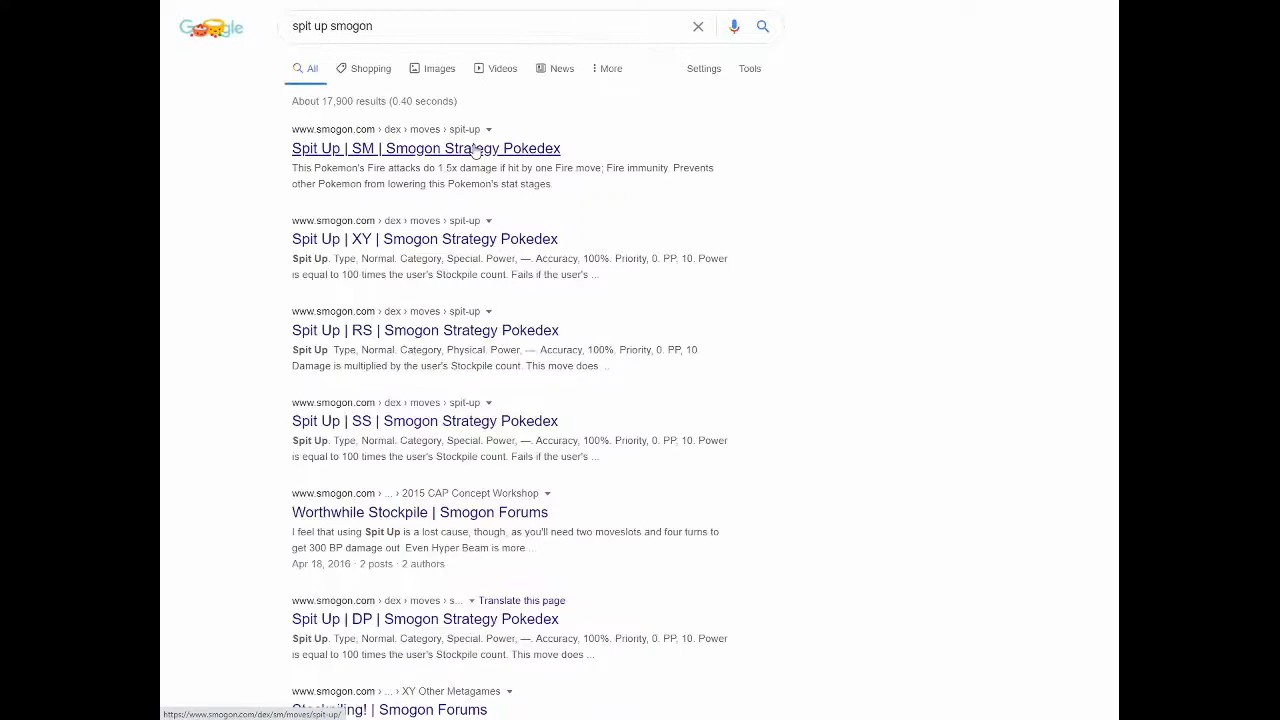 Google
spit up smogon
All Shopping Images Videos News More Settings Tools
About 17,900 results (0.40 seconds)
www.smogon.com › dex › moves › spit-up
Spit Up | SM | Smogon Strategy Pokedex
This Pokemon's Fire attacks do 1.5x damage if hit by one Fire move; Fire immunity. Prevents
other Pokemon from lowering this Pokemon's stat stages.
www.smogon.com › dex › moves › spit-up
Spit Up | XY | Smogon Strategy Pokedex
Spit Up. Type, Normal. Category, Special. Power, —. Accuracy, 100%. Priority, 0. PP, 10. Power
is equal to 100 times the user's Stockpile count. Fails if the user's ...
www.smogon.com › dex › moves › spit-up
Spit Up | RS | Smogon Strategy Pokedex
Spit Up. Type, Normal. Category, Physical. Power, —. Accuracy, 100%. Priority, 0. PP, 10.
Damage is multiplied by the user's Stockpile count. This move does ...
www.smogon.com › dex › moves › spit-up
Spit Up | SS | Smogon Strategy Pokedex
Spit Up. Type, Normal. Category, Special. Power, —. Accuracy, 100%. Priority, 0. PP, 10. Power
is equal to 100 times the user's Stockpile count. Fails if the user's ...
www.smogon.com › ... › 2015 CAP Concept Workshop
Worthwhile Stockpile | Smogon Forums
I feel that using Spit Up is a lost cause, though, as you'll need two moveslots and four turns to
get 300 BP damage out. Even Hyper Beam is more ...
Apr 18, 2016 · 2 posts · 2 authors
www.smogon.com › dex › moves › s... Translate this page
Spit Up | DP | Smogon Strategy Pokedex
Spit Up. Type, Normal. Category, Special. Power, —. Accuracy, 100%. Priority, 0. PP, 10. Power
is equal to 100 times the user's Stockpile count. This move does ...
www.smogon.com › ... › XY Other Metagames
Stockpiling! | Smogon Forums
https://www.smogon.com/dex/sm/moves/spit-up/